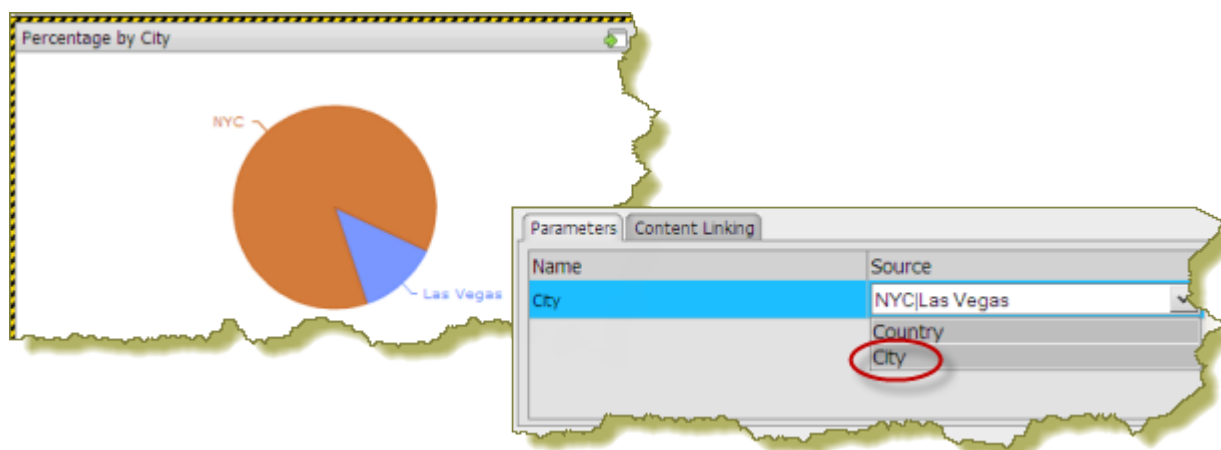 Percentage by City
NYC
Las Vegas
Parameters Content Linking
Name Source
City NYC|Las Vegas
Country
City